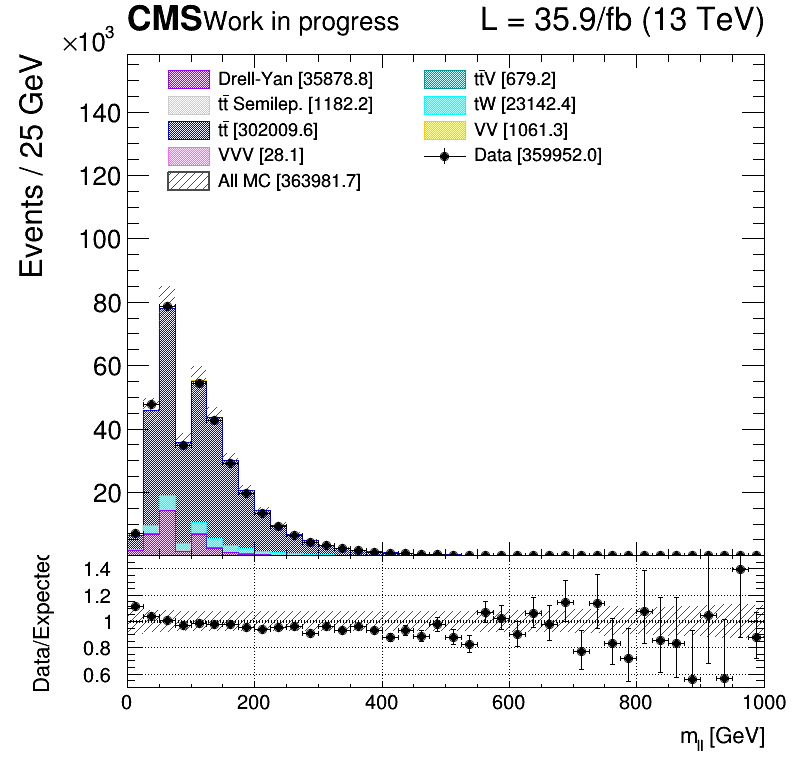 CMS Work in progress L = 35.9/fb (13 TeV)
×10³
Events / 25 GeV
Drell-Yan [35878.8] tt̄V [679.2]
tt̄ Semilep. [1182.2] tW [23142.4]
tt̄ [302009.6] VV [1061.3]
VVV [28.1] Data [359952.0]
All MC [363981.7]
140
120
100
80
60
40
20
Data/Expected
1.4
1.2
1
0.8
0.6
0 200 400 600 800 1000
m_ll [GeV]